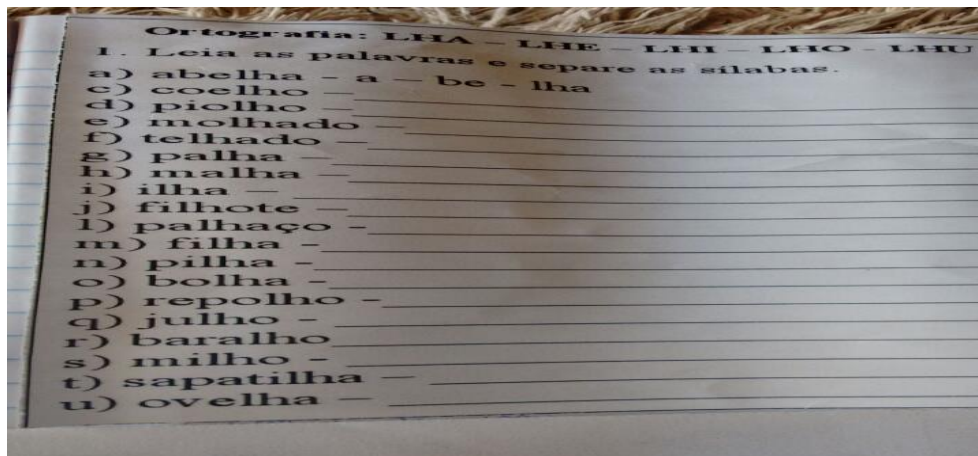 Ortografia: LHA – LHE – LHI – LHO - LHU
1. Leia as palavras e separe as sílabas.
a) abelha - a – be - lha
c) coelho –
d) piolho –
e) molhado –
f) telhado –
g) palha –
h) malha –
i) ilha –
j) filhote –
l) palhaço -
m) filha -
n) pilha -
o) bolha -
p) repolho -
q) julho -
r) baralho
s) milho -
t) sapatilha –
u) ovelha –